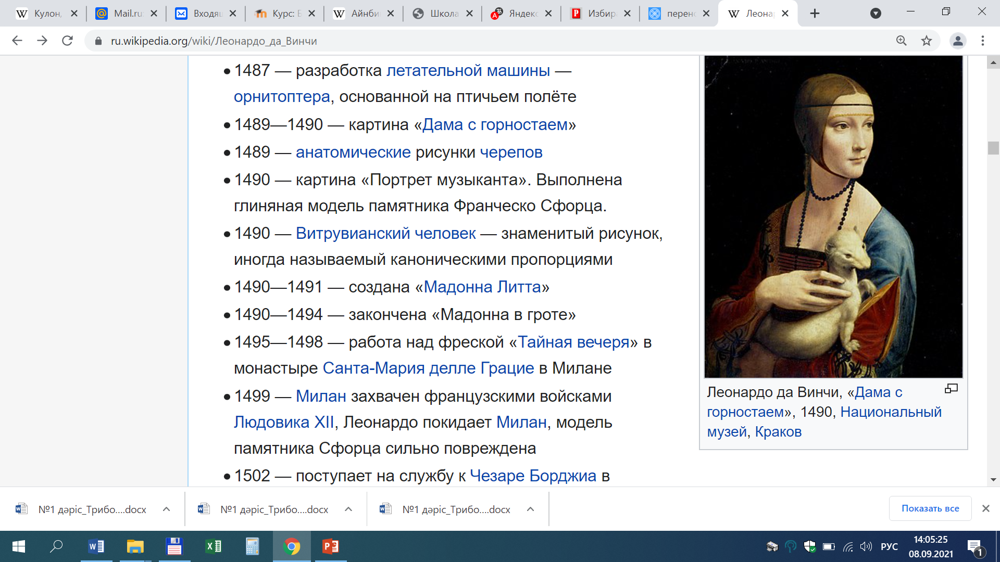 Кулон,
Mail.ru
Входящ
Курс: Б
Айнби
Школа
Яндекс
Избир
перено
Леонар
ru.wikipedia.org/wiki/Леонардо_да_Винчи
1487 — разработка летательной машины —
орнитоптера, основанной на птичьем полёте
1489—1490 — картина «Дама с горностаем»
1489 — анатомические рисунки черепов
1490 — картина «Портрет музыканта». Выполнена
глиняная модель памятника Франческо Сфорца.
1490 — Витрувианский человек — знаменитый рисунок,
иногда называемый каноническими пропорциями
1490—1491 — создана «Мадонна Литта»
1490—1494 — закончена «Мадонна в гроте»
1495—1498 — работа над фреской «Тайная вечеря» в
монастыре Санта-Мария делле Грацие в Милане
1499 — Милан захвачен французскими войсками
Людовика XII, Леонардо покидает Милан, модель
памятника Сфорца сильно повреждена
1502 — поступает на службу к Чезаре Борджиа в
Леонардо да Винчи, «Дама с
горностаем», 1490, Национальный
музей, Краков
№1 дәріс_Трибо....docx
№1 дәріс_Трибо....docx
№1 дәріс_Трибо....docx
Показать все
РУС
14:05:25
08.09.2021
1